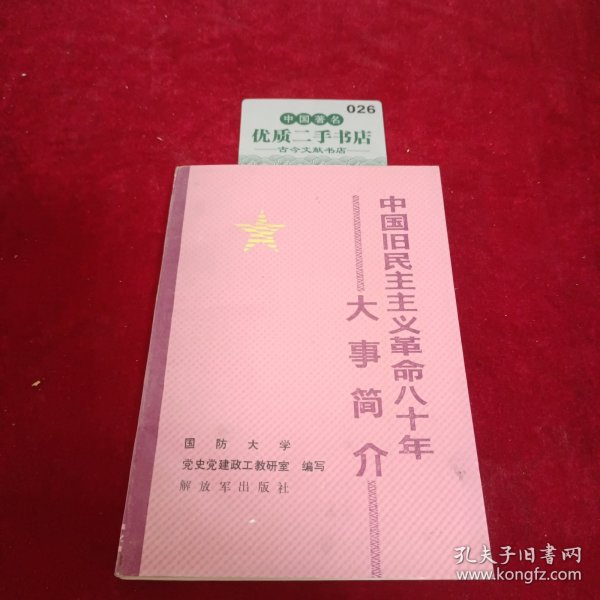 026
中国著名
优质二手书店
古今文献书店
中国旧民主主义革命八十年
大事简介
国防大学
党史党建政工教研室 编写
解放军出版社
孔夫子旧书网
www.kongfz.com